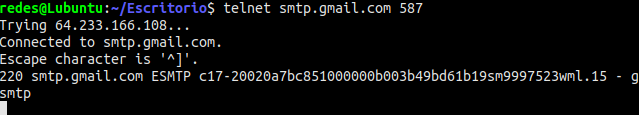 redes@Lubuntu:~/Escritorio$ telnet smtp.gmail.com 587
Trying 64.233.166.108...
Connected to smtp.gmail.com.
Escape character is '^]'.
220 smtp.gmail.com ESMTP c17-20020a7bc851000000b003b49bd61b19sm9997523wml.15 - g
smtp